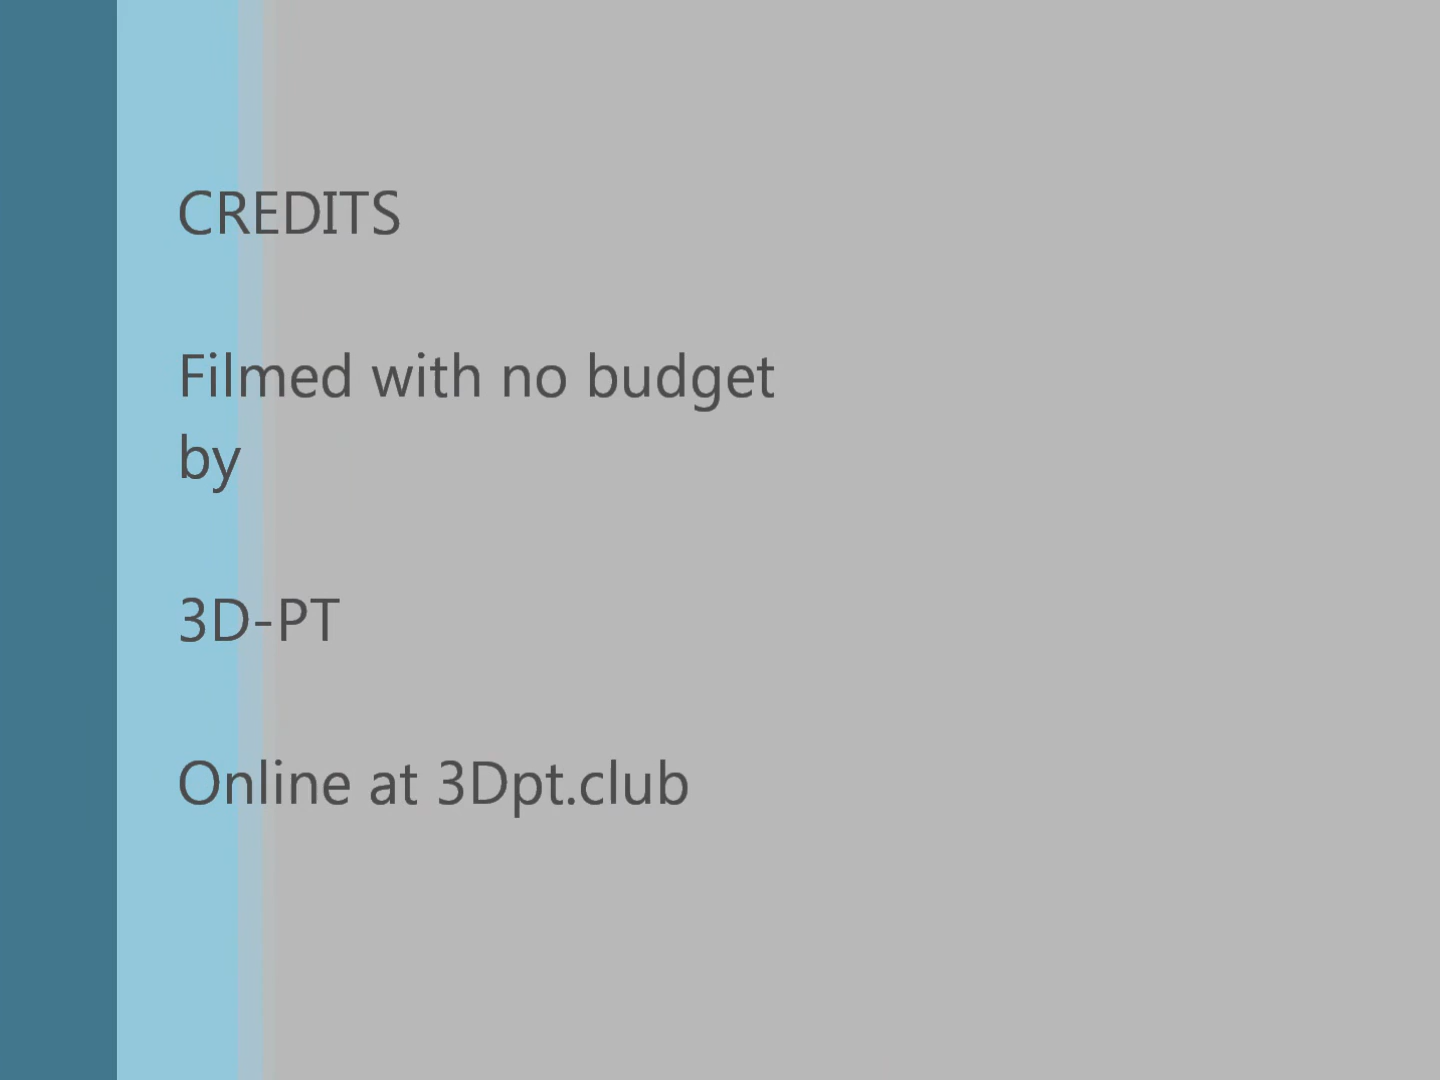 CREDITS
Filmed with no budget
by
3D-PT
Online at 3Dpt.club